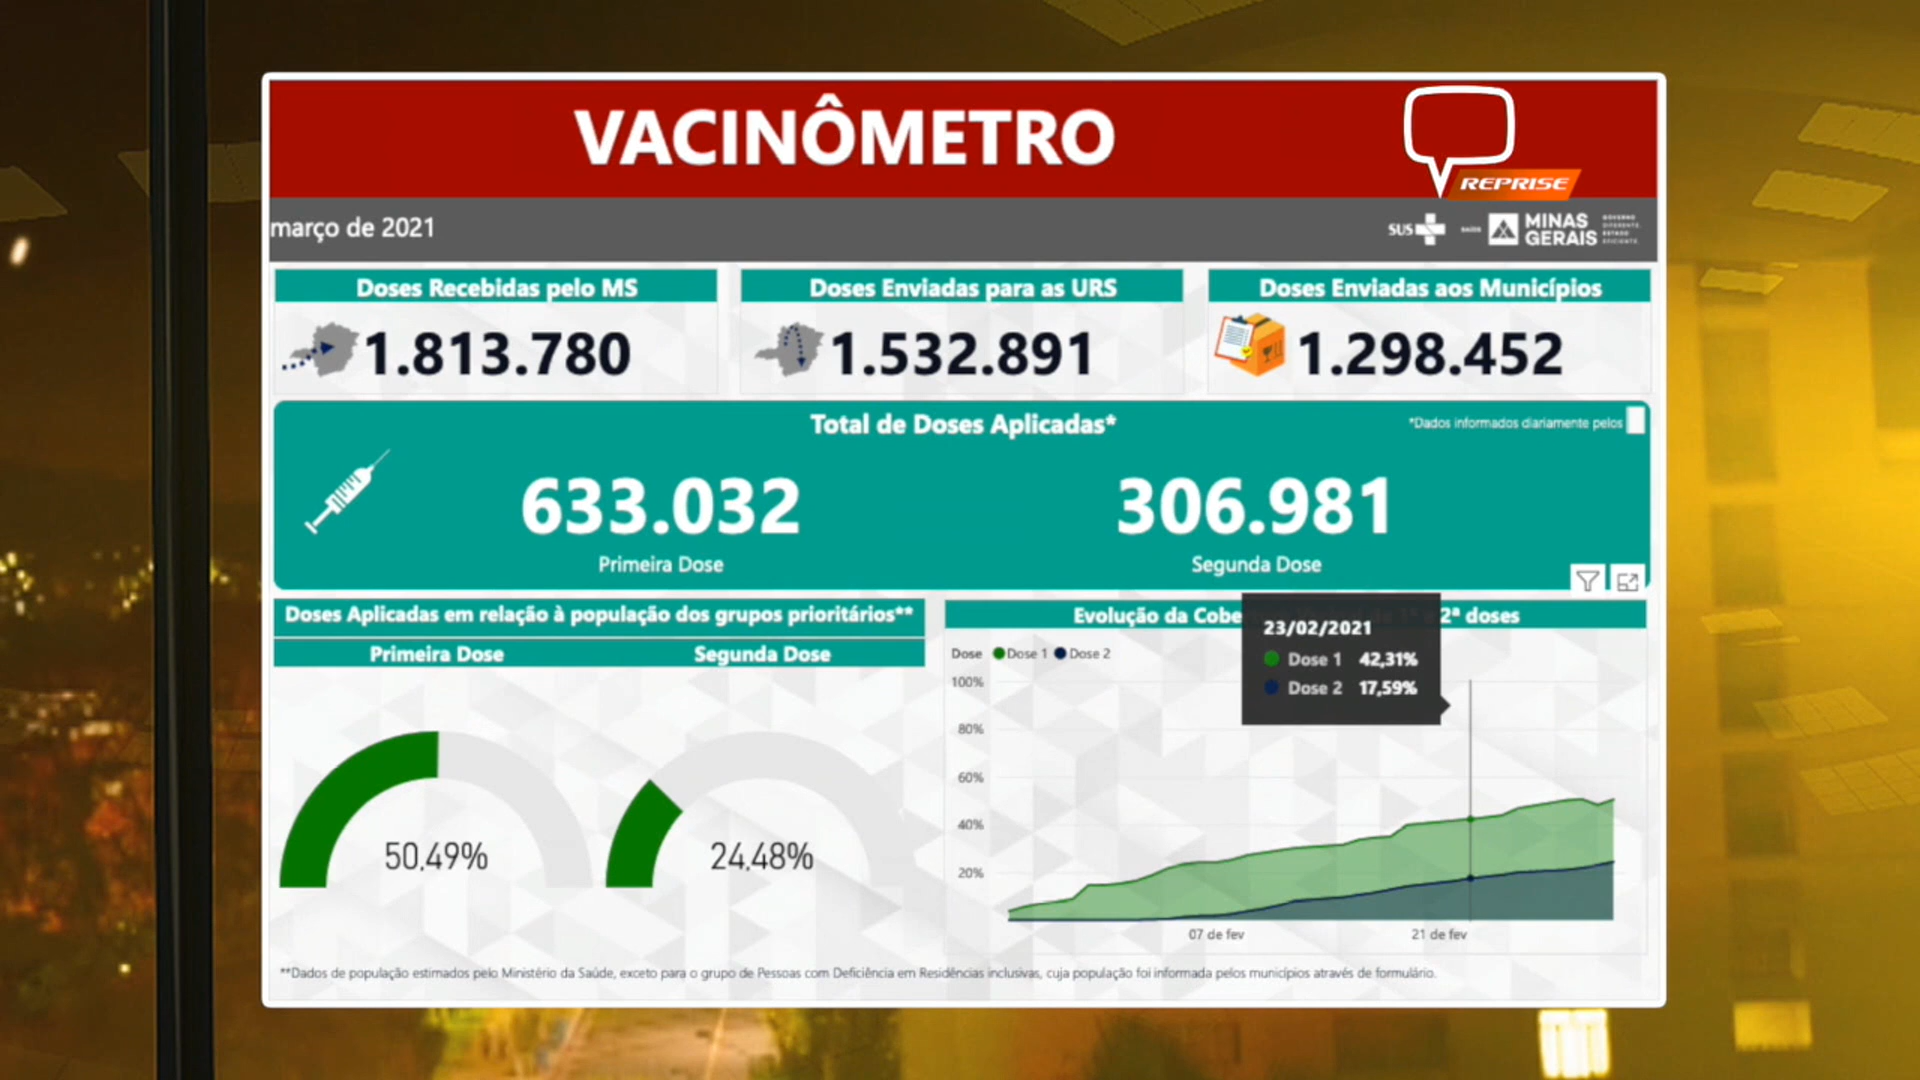 VACINÔMETRO
REPRISE
março de 2021
SUS
MINAS
GERAIS
GOVERNO
DIFERENTE.
ESTADO
EFICIENTE.
Doses Recebidas pelo MS
Doses Enviadas para as URS
Doses Enviadas aos Municípios
1.813.780
1.532.891
1.298.452
Total de Doses Aplicadas*
*Dados informados diariamente pelos
633.032
306.981
Primeira Dose
Segunda Dose
Doses Aplicadas em relação à população dos grupos prioritários**
Primeira Dose
Segunda Dose
50,49%
24,48%
Evolução da Cobe
2ª doses
23/02/2021
Dose 1 42,31%
Dose 2 17,59%
Dose Dose 1 Dose 2
100%
80%
60%
40%
20%
07 de fev
21 de fev
**Dados de população estimados pelo Ministério da Saúde, exceto para o grupo de Pessoas com Deficiência em Residências inclusivas, cuja população foi informada pelos municípios através de formulário.